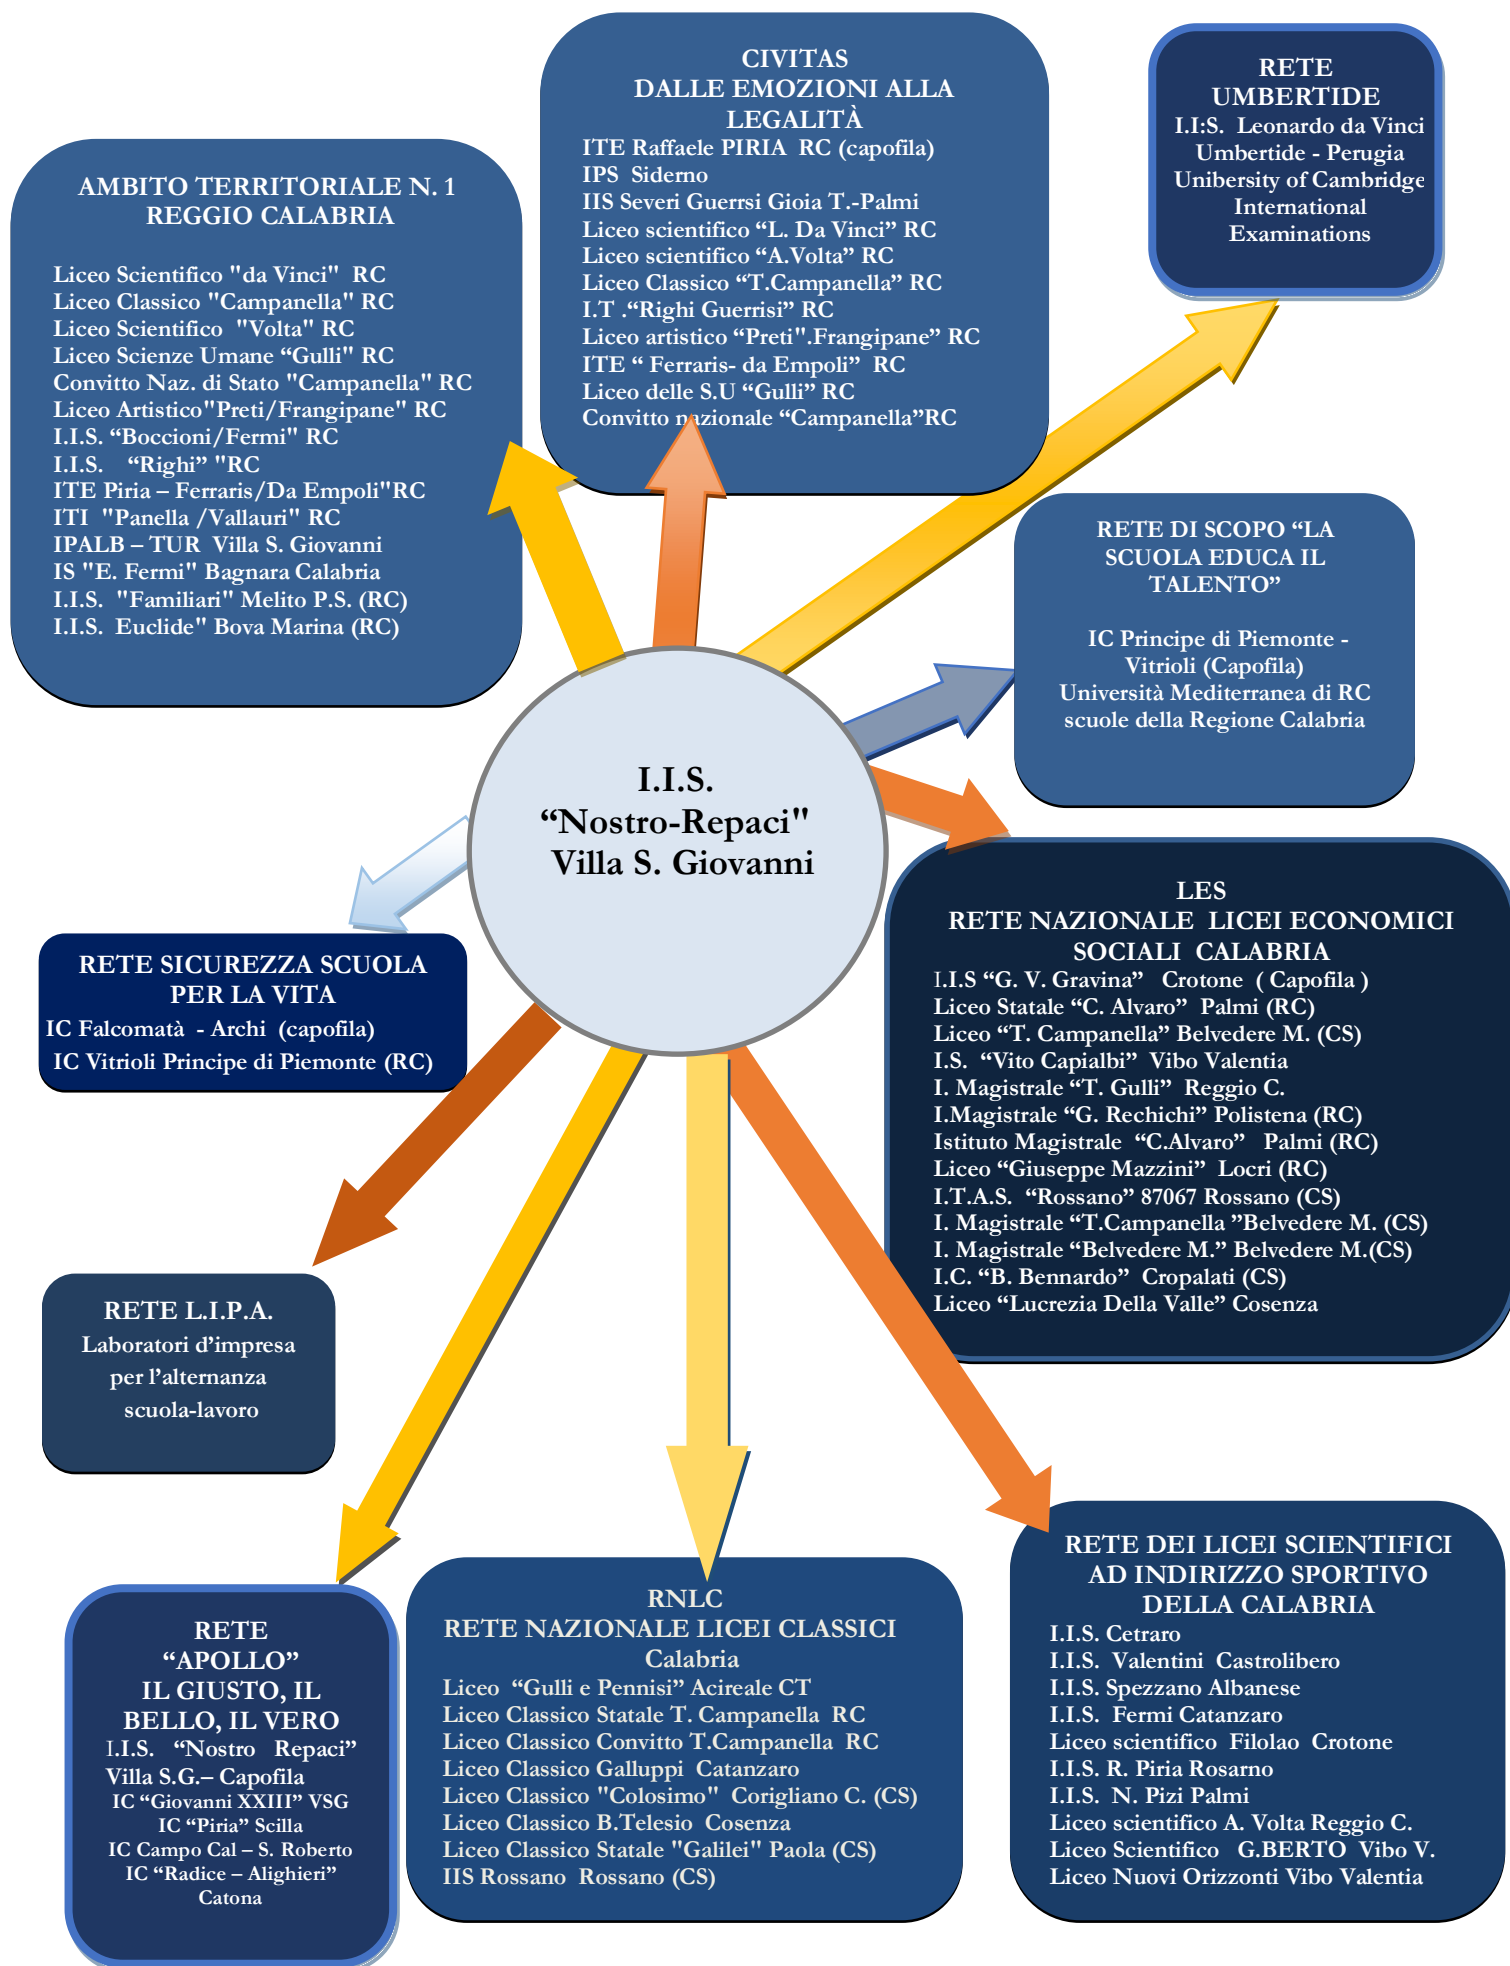 CIVITAS
DALLE EMOZIONI ALLA
LEGALITÀ
ITE Raffaele PIRIA RC (capofila)
IPS Siderno
IIS Severi Guerrsi Gioia T.-Palmi
Liceo scientifico “L. Da Vinci” RC
Liceo scientifico “A.Volta” RC
Liceo Classico “T.Campanella” RC
I.T .“Righi Guerrisi” RC
Liceo artistico “Preti".Frangipane” RC
ITE “ Ferraris- da Empoli” RC
Liceo delle S.U “Gulli” RC
Convitto nazionale “Campanella”RC
RETE
UMBERTIDE
I.I:S. Leonardo da Vinci
Umbertide - Perugia
Unibersity of Cambridge
International
Examinations
AMBITO TERRITORIALE N. 1
REGGIO CALABRIA
Liceo Scientifico "da Vinci" RC
Liceo Classico "Campanella" RC
Liceo Scientifico "Volta" RC
Liceo Scienze Umane “Gulli" RC
Convitto Naz. di Stato "Campanella" RC
Liceo Artistico"Preti/Frangipane" RC
I.I.S. “Boccioni/Fermi" RC
I.I.S. “Righi” "RC
ITE Piria – Ferraris/Da Empoli"RC
ITI "Panella /Vallauri" RC
IPALB – TUR Villa S. Giovanni
IS "E. Fermi" Bagnara Calabria
I.I.S. "Familiari" Melito P.S. (RC)
I.I.S. Euclide" Bova Marina (RC)
RETE DI SCOPO “LA
SCUOLA EDUCA IL
TALENTO”
IC Principe di Piemonte -
Vitrioli (Capofila)
Università Mediterranea di RC
scuole della Regione Calabria
I.I.S.
“Nostro-Repaci"
Villa S. Giovanni
LES
RETE NAZIONALE LICEI ECONOMICI
SOCIALI CALABRIA
I.I.S “G. V. Gravina” Crotone ( Capofila )
Liceo Statale “C. Alvaro” Palmi (RC)
Liceo “T. Campanella” Belvedere M. (CS)
I.S. “Vito Capialbi” Vibo Valentia
I. Magistrale “T. Gulli” Reggio C.
I.Magistrale “G. Rechichi” Polistena (RC)
Istituto Magistrale “C.Alvaro” Palmi (RC)
Liceo “Giuseppe Mazzini” Locri (RC)
I.T.A.S. “Rossano” 87067 Rossano (CS)
I. Magistrale “T.Campanella ”Belvedere M. (CS)
I. Magistrale “Belvedere M.” Belvedere M.(CS)
I.C. “B. Bennardo” Cropalati (CS)
Liceo “Lucrezia Della Valle” Cosenza
RETE SICUREZZA SCUOLA
PER LA VITA
IC Falcomatà - Archi (capofila)
IC Vitrioli Principe di Piemonte (RC)
RETE L.I.P.A.
Laboratori d’impresa
per l’alternanza
scuola-lavoro
RETE
“APOLLO”
IL GIUSTO, IL
BELLO, IL VERO
I.I.S. “Nostro Repaci”
Villa S.G.– Capofila
IC “Giovanni XXIII” VSG
IC “Piria” Scilla
IC Campo Cal – S. Roberto
IC “Radice – Alighieri”
Catona
RNLC
RETE NAZIONALE LICEI CLASSICI
Calabria
Liceo “Gulli e Pennisi” Acireale CT
Liceo Classico Statale T. Campanella RC
Liceo Classico Convitto T.Campanella RC
Liceo Classico Galluppi Catanzaro
Liceo Classico "Colosimo" Corigliano C. (CS)
Liceo Classico B.Telesio Cosenza
Liceo Classico Statale "Galilei" Paola (CS)
IIS Rossano Rossano (CS)
RETE DEI LICEI SCIENTIFICI
AD INDIRIZZO SPORTIVO
DELLA CALABRIA
I.I.S. Cetraro
I.I.S. Valentini Castrolibero
I.I.S. Spezzano Albanese
I.I.S. Fermi Catanzaro
Liceo scientifico Filolao Crotone
I.I.S. R. Piria Rosarno
I.I.S. N. Pizi Palmi
Liceo scientifico A. Volta Reggio C.
Liceo Scientifico G.BERTO Vibo V.
Liceo Nuovi Orizzonti Vibo Valentia